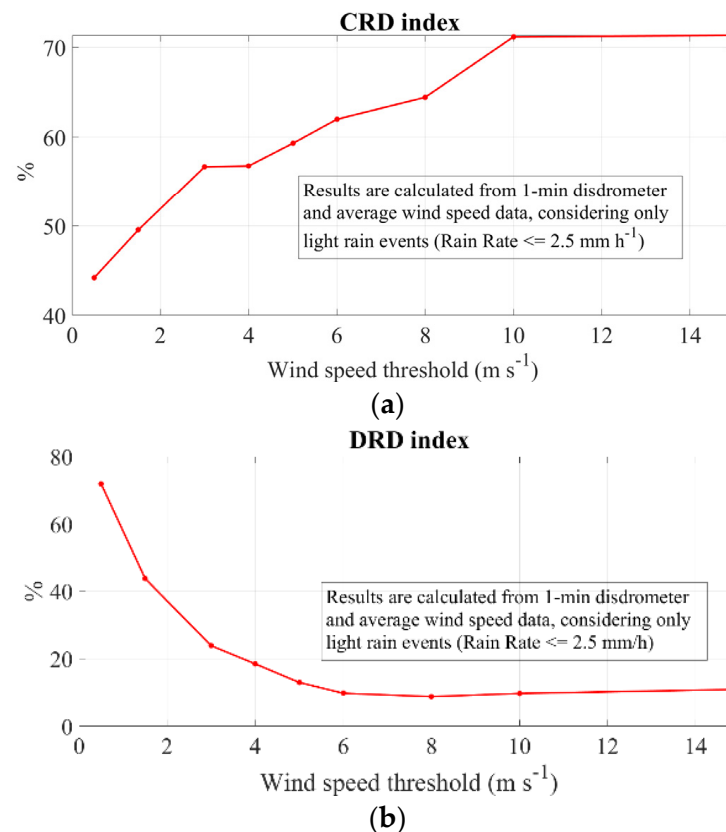 CRD index
70
60
50
40
%
0 2 4 6 8 10 12 14
Results are calculated from 1-min disdrometer
and average wind speed data, considering only
light rain events (Rain Rate <= 2.5 mm h⁻¹)
Wind speed threshold (m s⁻¹)
(a)
DRD index
80
60
40
20
0
%
0 2 4 6 8 10 12 14
Results are calculated from 1-min disdrometer
and average wind speed data, considering only
light rain events (Rain Rate <= 2.5 mm/h)
Wind speed threshold (m s⁻¹)
(b)